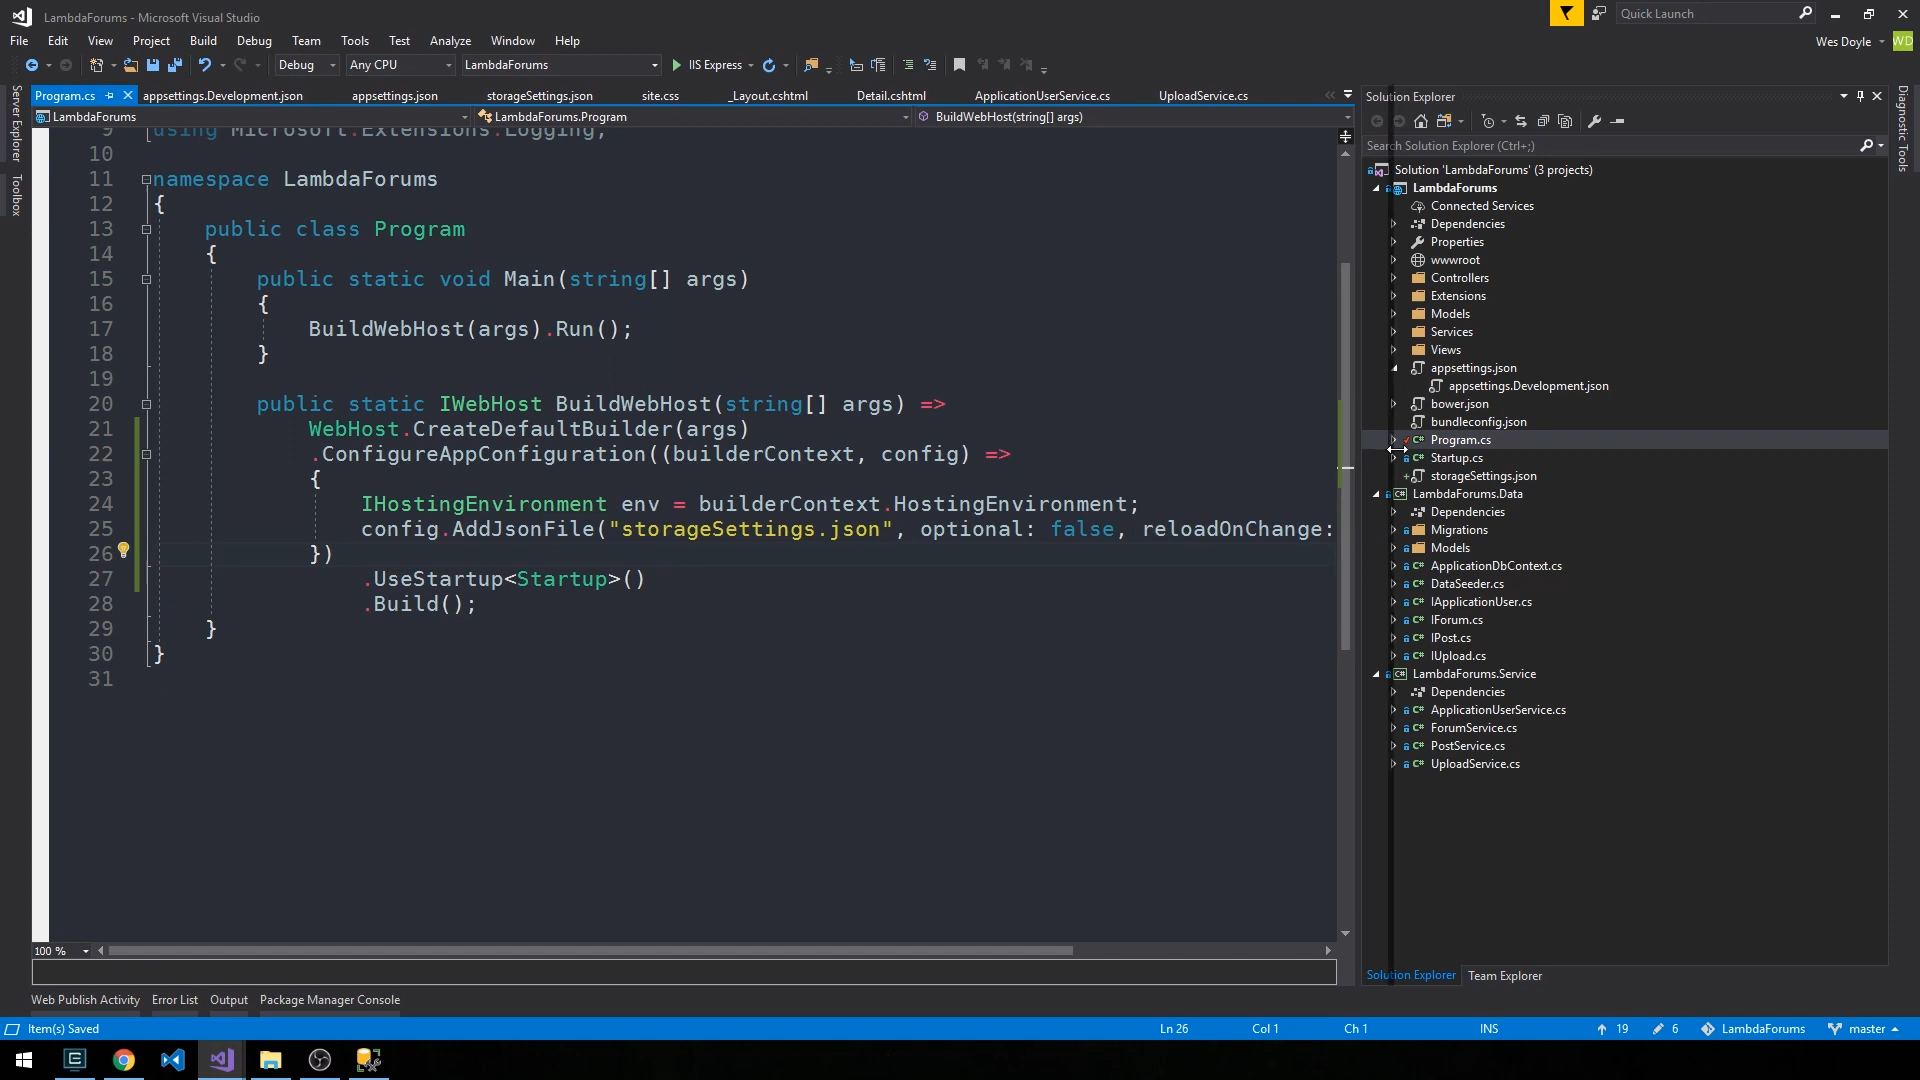 LambdaForums - Microsoft Visual Studio
Quick Launch
File Edit View Project Build Debug Team Tools Test Analyze Window Help
Wes Doyle WD
Debug Any CPU LambdaForums IIS Express
Program.cs appsettings.Development.json appsettings.json storageSettings.json site.css _Layout.cshtml Detail.cshtml ApplicationUserService.cs UploadService.cs
LambdaForums LambdaForums.Program BuildWebHost(string[] args)
Server Explorer
Toolbox
9 using Microsoft.Extensions.Logging;
10
11 namespace LambdaForums
12 {
13 public class Program
14 {
15 public static void Main(string[] args)
16 {
17 BuildWebHost(args).Run();
18 }
19
20 public static IWebHost BuildWebHost(string[] args) =>
21 WebHost.CreateDefaultBuilder(args)
22 .ConfigureAppConfiguration((builderContext, config) =>
23 {
24 IHostingEnvironment env = builderContext.HostingEnvironment;
25 config.AddJsonFile("storageSettings.json", optional: false, reloadOnChange:
26 })
27 .UseStartup<Startup>()
28 .Build();
29 }
30 }
31
100 %
Solution Explorer
Search Solution Explorer (Ctrl+;)
Solution 'LambdaForums' (3 projects)
LambdaForums
Connected Services
Dependencies
Properties
wwwroot
Controllers
Extensions
Models
Services
Views
appsettings.json
appsettings.Development.json
bower.json
bundleconfig.json
C# Program.cs
C# Startup.cs
storageSettings.json
C# LambdaForums.Data
Dependencies
Migrations
Models
C# ApplicationDbContext.cs
C# DataSeeder.cs
C# IApplicationUser.cs
C# IForum.cs
C# IPost.cs
C# IUpload.cs
C# LambdaForums.Service
Dependencies
C# ApplicationUserService.cs
C# ForumService.cs
C# PostService.cs
C# UploadService.cs
Solution Explorer Team Explorer
Diagnostic Tools
Web Publish Activity Error List Output Package Manager Console
Item(s) Saved Ln 26 Col 1 Ch 1 INS 19 6 LambdaForums master